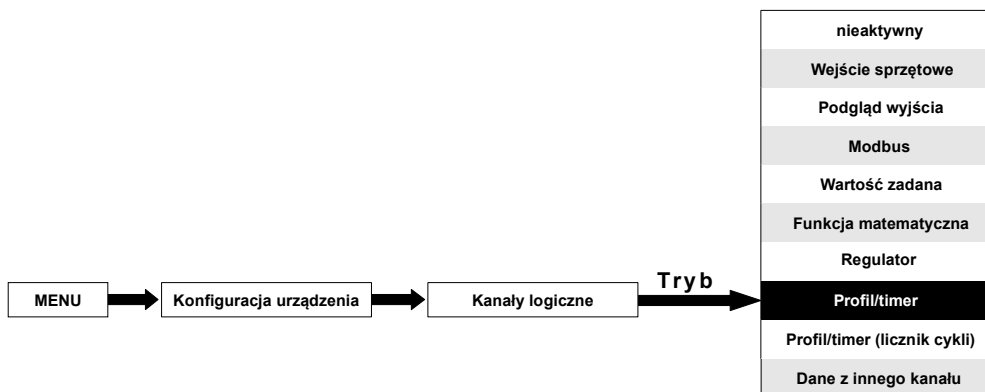 nieaktywny
Wejście sprzętowe
Podgląd wyjścia
Modbus
Wartość zadana
Funkcja matematyczna
Regulator
MENU
Konfiguracja urządzenia
Kanały logiczne
Tryb
Profil/timer
Profil/timer (licznik cykli)
Dane z innego kanału